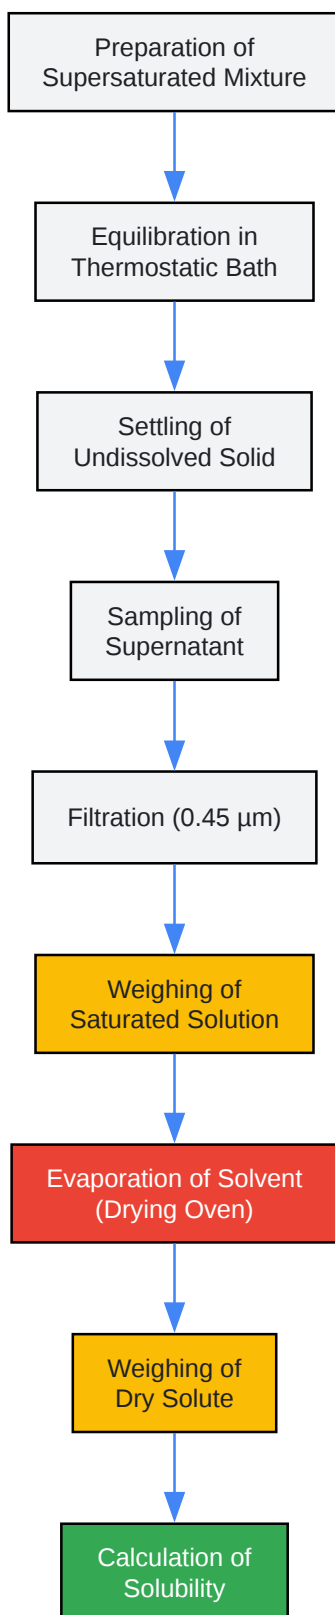 Preparation of
Supersaturated Mixture
Equilibration in
Thermostatic Bath
Settling of
Undissolved Solid
Sampling of
Supernatant
Filtration (0.45 µm)
Weighing of
Saturated Solution
Evaporation of Solvent
(Drying Oven)
Weighing of
Dry Solute
Calculation of
Solubility